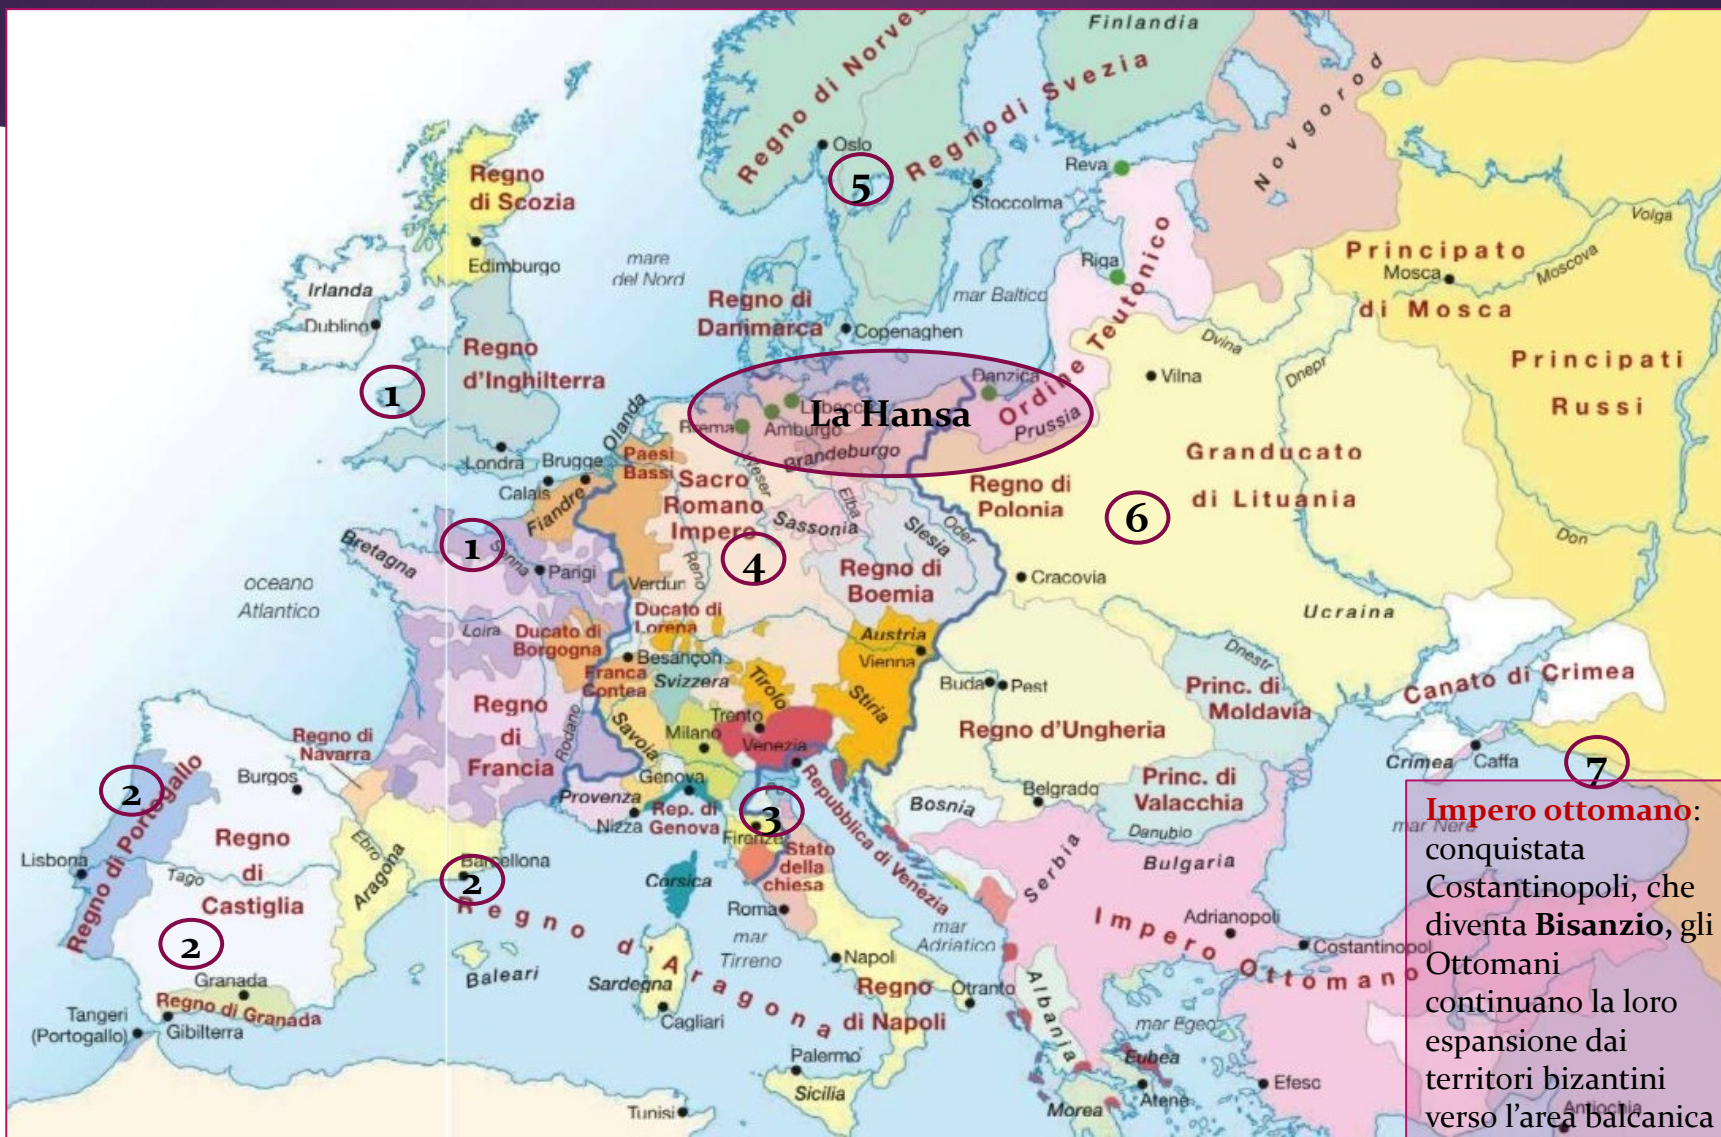 Finlandia
Regno di Norveg
Regnodi Svezia
Novgorod
Oslo
5
Reva
Stoccolma
Regno
di Scozia
Edimburgo
mare
del Nord
Irlanda
Dublino
Regno di
Danimarca
Copenaghen
mar Baltico
Riga
Ordine Teutonico
Volga
Principato
di Mosca
Mosca
Moscova
Principati
Russi
Dvina
Dnepr
Vilna
Regno
d'Inghilterra
1
Londra
Olanda
Brugge
Calais
Fiandre
Paesi
Bassi
La Hansa
Danzica
Lubecca
Brema
Amburgo
Brandeburgo
Prussia
Weser
Elba
Sacro
Romano
Impero
4
Sassonia
Slesia
Oder
Reno
Regno di
Polonia
6
Granducato
di Lituania
Don
Cracovia
Ucraina
Regno di
Boemia
1
Senna
Parigi
Bretagna
oceano
Atlantico
Verdun
Ducato di
Lorena
Loira
Ducato di
Borgogna
Besançon
Franca
Contea
Svizzera
Tirolo
Austria
Vienna
Stiria
Buda
Pest
Regno d'Ungheria
Dnestr
Princ. di
Moldavia
Canato di Crimea
Crimea
Caffa
7
Regno
di
Francia
Rodano
Savoia
Milano
Trento
Venezia
Genova
Provenza
Nizza
Rep. di
Genova
Firenze
3
Repubblica di Venezia
Stato
della
chiesa
Roma
Corsica
Bosnia
Belgrado
Princ. di
Valacchia
Danubio
Serbia
Bulgaria
mar Nero
Regno di
Navarra
Burgos
2
Regno di Portogallo
Regno
di
Castiglia
Lisbona
Tago
Ebro
Aragona
Barcellona
2
2
Granada
Regno di Granada
Tangeri
(Portogallo)
Gibilterra
Baleari
Regno d'Aragona
Sardegna
Cagliari
mar
Tirreno
mar
Adriatico
Napoli
Regno
di Napoli
Otranto
Palermo
Sicilia
Tunisi
Albania
Impero Ottomano
Adrianopoli
Costantinopol
mar Egeo
Eubea
Atene
Morea
Efeso
Antiochia
Impero ottomano:
conquistata
Costantinopoli, che
diventa Bisanzio, gli
Ottomani
continuano la loro
espansione dai
territori bizantini
verso l'area balcanica